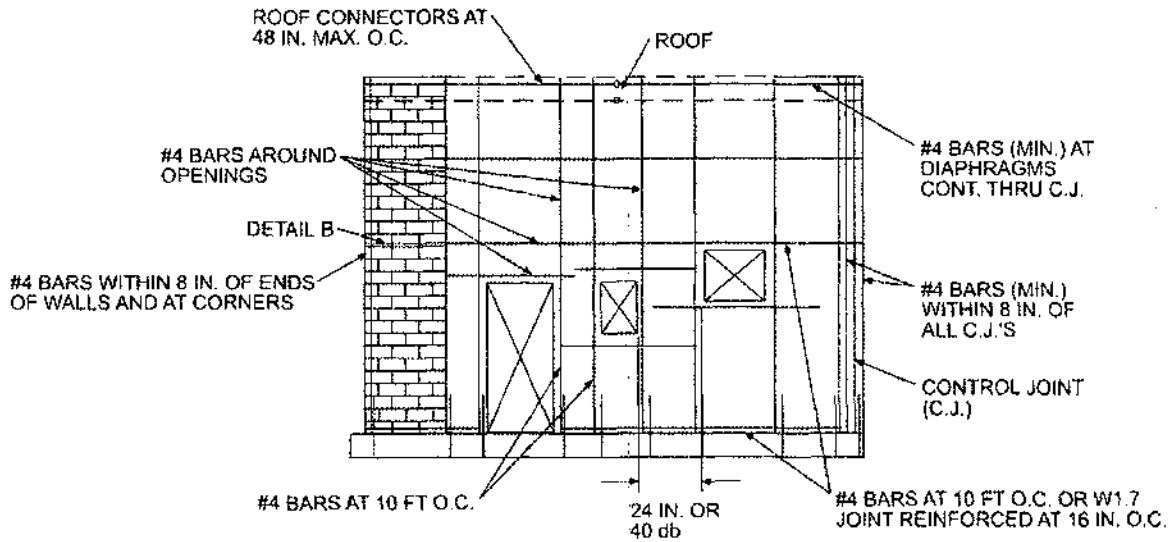 ROOF CONNECTORS AT
48 IN. MAX. O.C.
ROOF
#4 BARS AROUND
OPENINGS
#4 BARS (MIN.) AT
DIAPHRAGMS
CONT. THRU C.J.
DETAIL B
#4 BARS WITHIN 8 IN. OF ENDS
OF WALLS AND AT CORNERS
#4 BARS (MIN.)
WITHIN 8 IN. OF
ALL C.J.'S
CONTROL JOINT
(C.J.)
#4 BARS AT 10 FT O.C.
24 IN. OR
40 db
#4 BARS AT 10 FT O.C. OR W1.7
JOINT REINFORCED AT 16 IN. O.C.